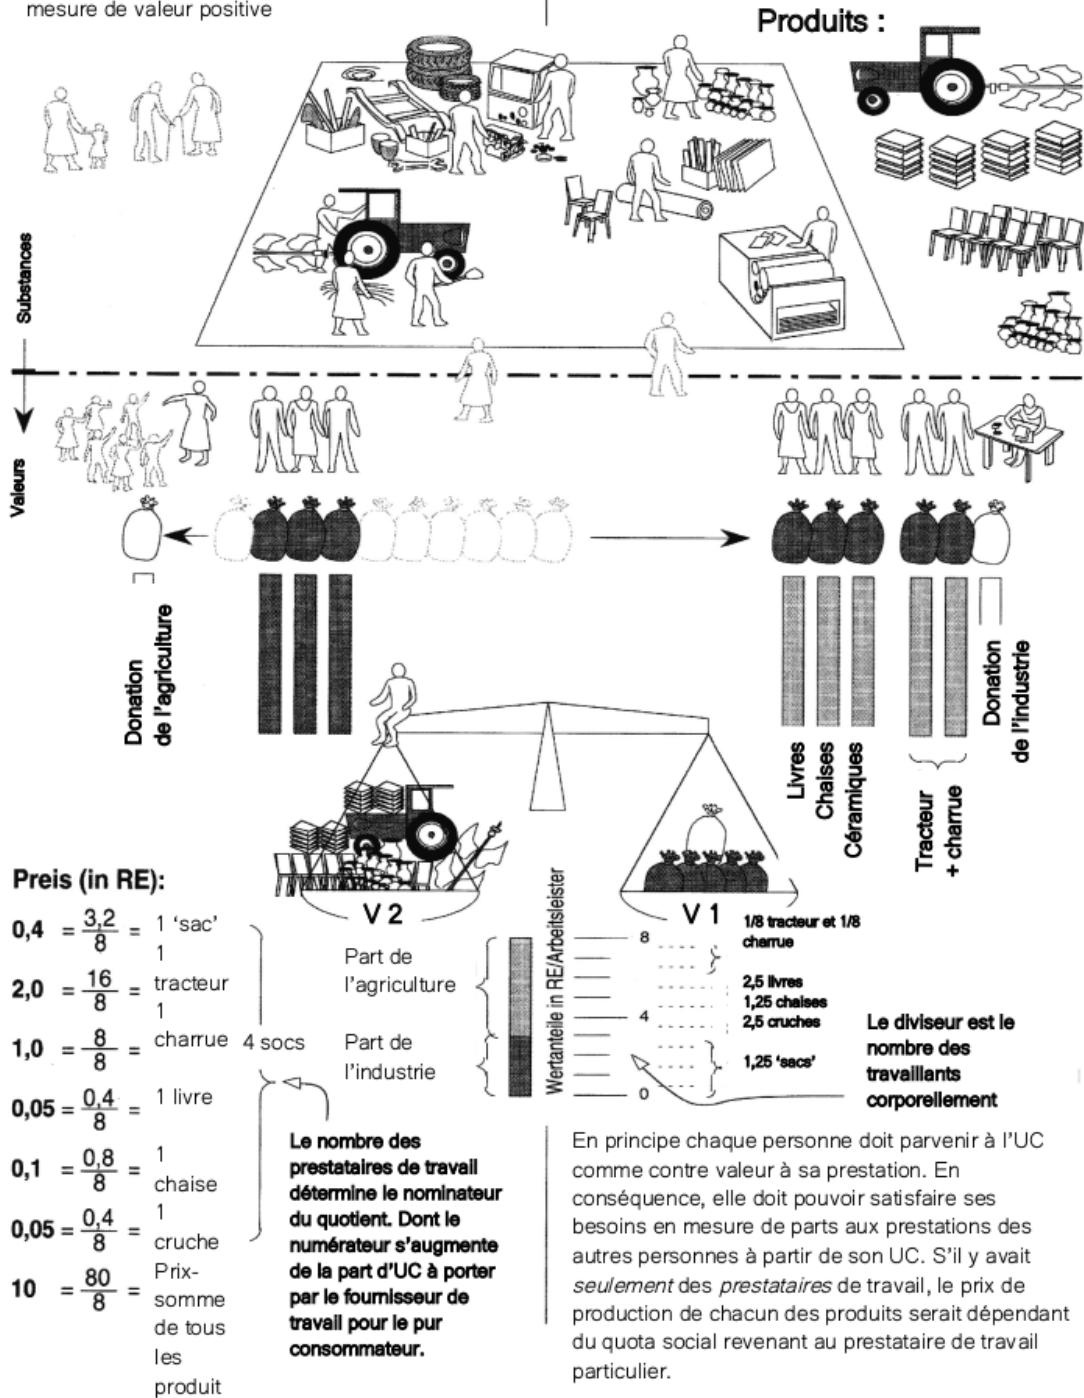 mesure de valeur positive
Produits :
Substances
Valeurs
Donation
de l'agriculture
Livres
Chaises
Céramiques
Tracteur
+ charrue
Donation
de l'industrie
V 2
V 1
Preis (in RE):
0,4 = 3,2/8 = 1 'sac'
2,0 = 16/8 = 1 tracteur
1,0 = 8/8 = 1 charrue 4 socs
0,05 = 0,4/8 = 1 livre
0,1 = 0,8/8 = 1 chaise
0,05 = 0,4/8 = 1 cruche
10 = 80/8 = Prix-
somme
de tous
les
produit
Part de
l'agriculture
Part de
l'industrie
Wertanteile in RE/Arbeitsleister
8
4
0
1/8 tracteur et 1/8
charrue
2,5 livres
1,25 chaises
2,5 cruches
1,25 'sacs'
Le diviseur est le
nombre des
travaillants
corporellement
Le nombre des
prestataires de travail
détermine le nominateur
du quotient. Dont le
numérateur s'augmente
de la part d'UC à porter
par le fournisseur de
travail pour le pur
consommateur.
En principe chaque personne doit parvenir à l'UC
comme contre valeur à sa prestation. En
conséquence, elle doit pouvoir satisfaire ses
besoins en mesure de parts aux prestations des
autres personnes à partir de son UC. S'il y avait
seulement des prestataires de travail, le prix de
production de chacun des produits serait dépendant
du quota social revenant au prestataire de travail
particulier.